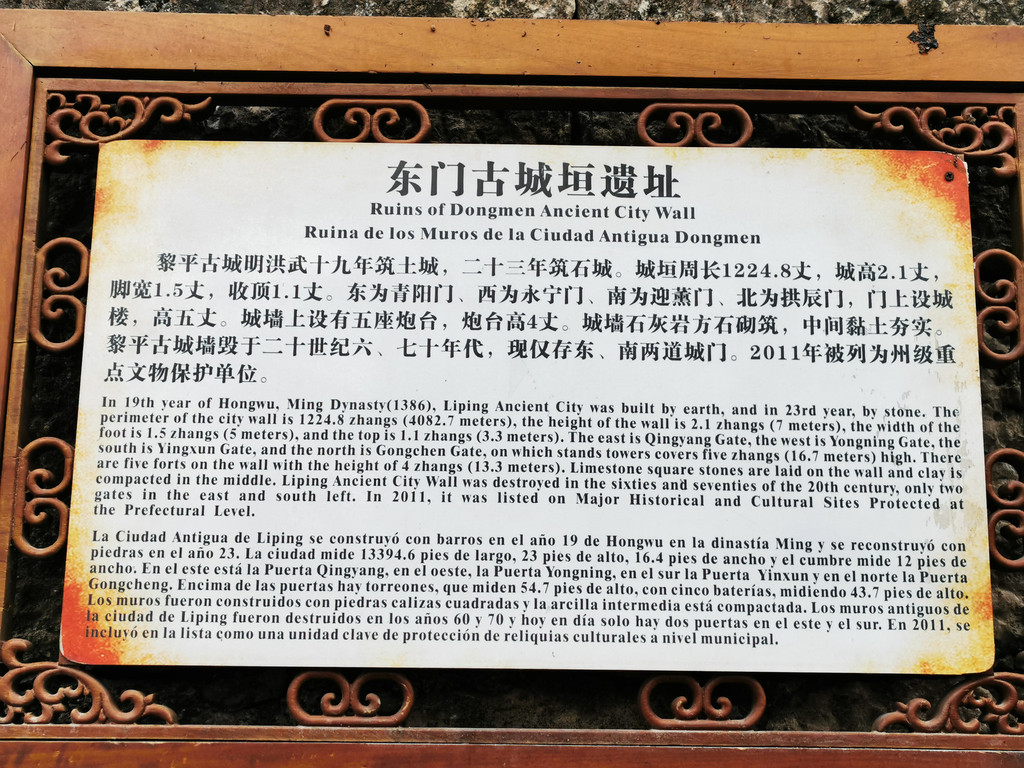 东门古城垣遗址
Ruins of Dongmen Ancient City Wall
Ruina de los Muros de la Ciudad Antigua Dongmen
黎平古城明洪武十九年筑土城，二十三年筑石城。城垣周长1224.8丈，城高2.1丈，
脚宽1.5丈，收顶1.1丈。东为青阳门、西为永宁门、南为迎薰门、北为拱辰门，门上设城
楼，高五丈。城墙上设有五座炮台，炮台高4丈。城墙石灰岩方石砌筑，中间黏土夯实。
黎平古城墙毁于二十世纪六、七十年代，现仅存东、南两道城门。2011年被列为州级重
点文物保护单位。
In 19th year of Hongwu, Ming Dynasty(1386), Liping Ancient City was built by earth, and in 23rd year, by stone. The
perimeter of the city wall is 1224.8 zhangs (4082.7 meters), the height of the wall is 2.1 zhangs (7 meters), the width of the
foot is 1.5 zhangs (5 meters), and the top is 1.1 zhangs (3.3 meters). The east is Qingyang Gate, the west is Yongning Gate, the
south is Yingxun Gate, and the north is Gongchen Gate, on which stands towers covers five zhangs (16.7 meters) high. There
are five forts on the wall with the height of 4 zhangs (13.3 meters). Limestone square stones are laid on the wall and clay is
compacted in the middle. Liping Ancient City Wall was destroyed in the sixties and seventies of the 20th century, only two
gates in the east and south left. In 2011, it was listed on Major Historical and Cultural Sites Protected at
the Prefectural Level.
La Ciudad Antigua de Liping se construyó con barros en el año 19 de Hongwu en la dinastía Ming y se reconstruyó con
piedras en el año 23. La ciudad mide 13394.6 pies de largo, 23 pies de alto, 16.4 pies de ancho y el cumbre mide 12 pies de
ancho. En el este está la Puerta Qingyang, en el oeste, la Puerta Yongning, en el sur la Puerta Yinxun y en el norte la Puerta
Gongcheng. Encima de las puertas hay torreones, que miden 54.7 pies de alto, con cinco baterías, midiendo 43.7 pies de alto.
Los muros fueron construidos con piedras calizas cuadradas y la arcilla intermedia está compactada. Los muros antiguos de
la ciudad de Liping fueron destruidos en los años 60 y 70 y hoy en día solo hay dos puertas en el este y el sur. En 2011, se
incluyó en la lista como una unidad clave de protección de reliquias culturales a nivel municipal.